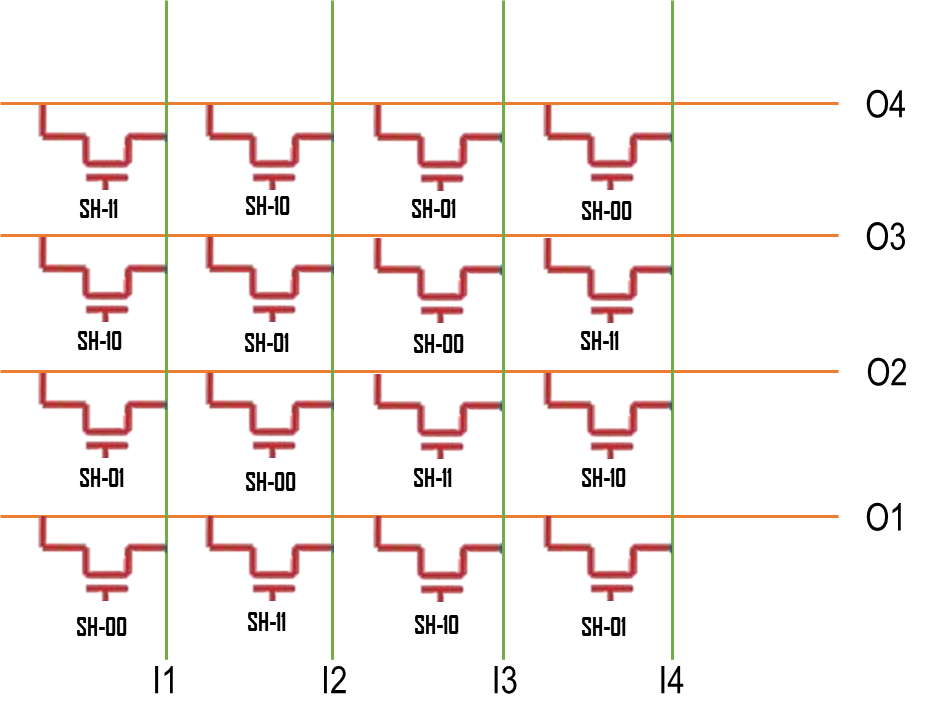 O4
SH-11 SH-10 SH-01 SH-00
O3
SH-10 SH-01 SH-00 SH-11
O2
SH-01 SH-00 SH-11 SH-10
O1
SH-00 SH-11 SH-10 SH-01
I1 I2 I3 I4